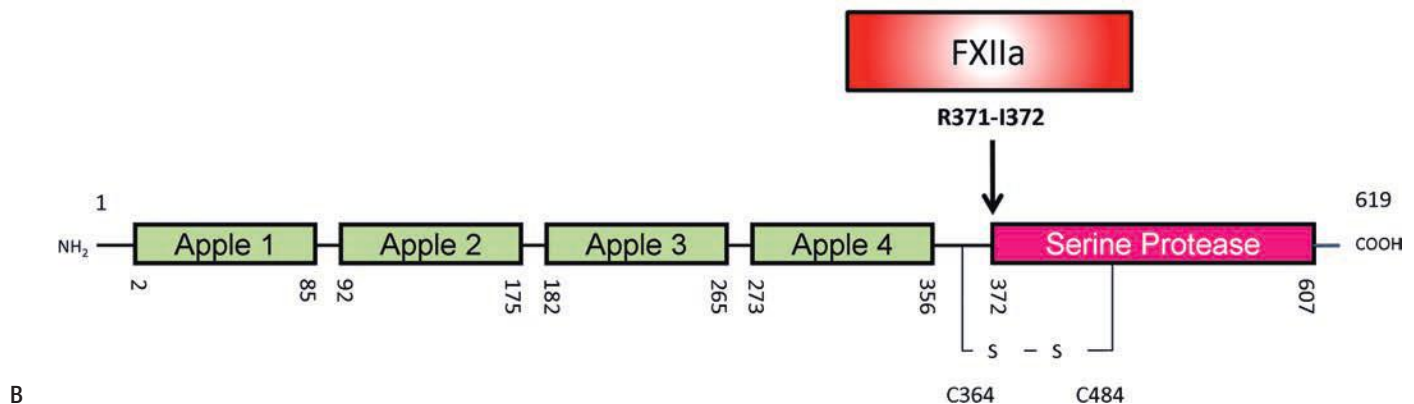 FXIIa
R371-I372
1
619
NH₂
Apple 1
Apple 2
Apple 3
Apple 4
Serine Protease
COOH
2
85
92
175
182
265
273
356
372
607
S – S
C364
C484
B